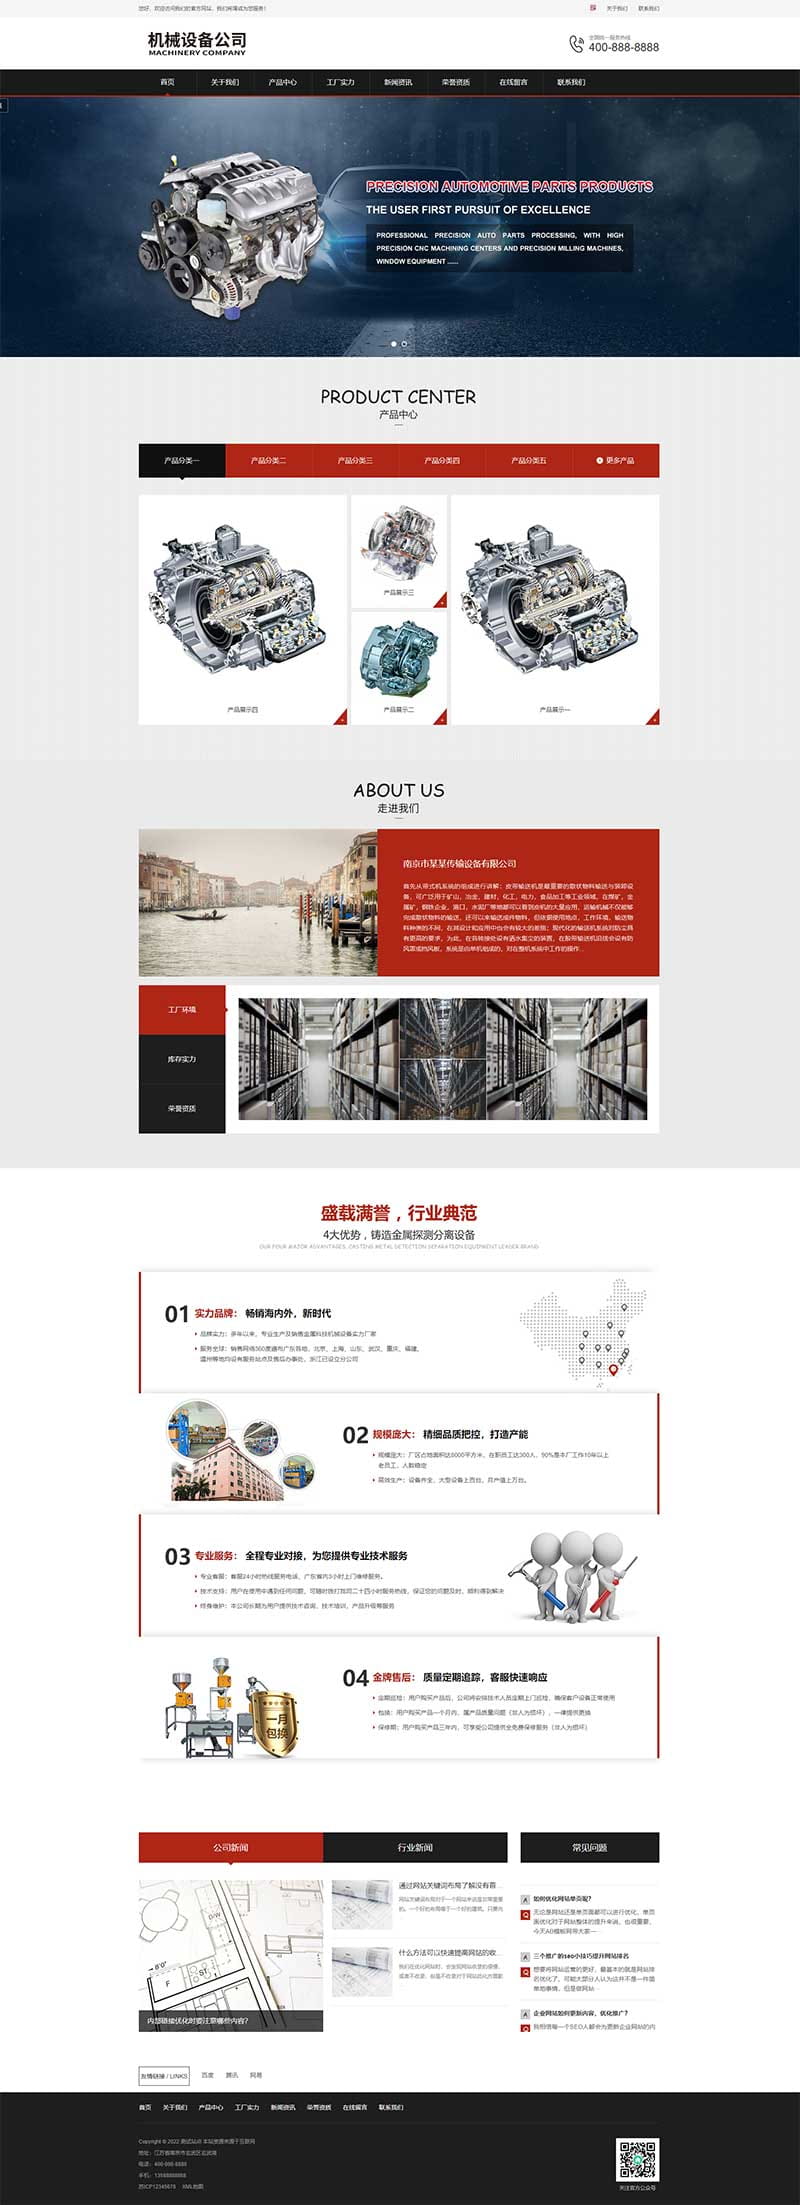 您好，欢迎访问我们的官方网站，我们将竭诚为您服务！
关于我们 联系我们
机械设备公司
MACHINERY COMPANY
全国统一服务热线
400-888-8888
首页 关于我们 产品中心 工厂实力 新闻资讯 荣誉资质 在线留言 联系我们
PRECISION AUTOMOTIVE PARTS PRODUCTS
THE USER FIRST PURSUIT OF EXCELLENCE
PROFESSIONAL PRECISION AUTO PARTS PROCESSING, WITH HIGH
PRECISION CNC MACHINING CENTERS AND PRECISION MILLING MACHINES,
WINDOW EQUIPMENT ......
PRODUCT CENTER
产品中心
产品分类一 产品分类二 产品分类三 产品分类四 产品分类五 更多产品
产品展示三
产品展示四 产品展示二 产品展示一
ABOUT US
走进我们
南京市某某传输设备有限公司
首先从带式机系统的组成进行讲解：皮带输送机是最重要的散状物料输送与装卸设
备，可广泛用于矿山，冶金，建材，化工，电力，食品加工等工业领域，在煤矿，金
属矿，钢铁企业，港口，水泥厂等地都可以看到皮机的大量应用，运输机械不仅能够
完成散状物料的输送，还可以来输送成件物料，但依据使用地点，工作环境，输送物
料种类的不同，在其设计和应用中也会有较大的差别；现代化的输送机系统对防尘具
有更高的要求，为此，在各转接处设有洒水集尘的装置，在胶带输送机沿线会设有防
风罩或挡风板，系统是由单机组成的，对在整机系统中工作的操作...
工厂环境
库存实力
荣誉资质
盛载满誉，行业典范
4大优势，铸造金属探测分离设备
OUR FOUR MAJOR ADVANTAGES, CASTING METAL DETECTION SEPARATION EQUIPMENT LEADER BRAND
01 实力品牌： 畅销海内外，新时代
品牌实力：多年以来，专业生产及销售金属科技机械设备实力厂家
服务全球：销售网络360度遍布广东各地，北京，上海，山东，武汉，重庆，福建，
温州等地均设有服务站点及售后办事处，浙江已设立分公司
02 规模庞大： 精细品质把控，打造产能
规模庞大：厂区占地面积达8000平方米，在职员工达300人，90%是本厂工作10年以上
老员工，人数稳定
高效生产：设备齐全，大型设备上百台，月产值上万台。
03 专业服务： 全程专业对接，为您提供专业技术服务
专业客服：客服24小时热线服务电话，广东省内3小时上门维修服务。
技术支持：用户在使用中遇到任何问题，可随时拨打我司二十四小时服务热线，保证您的问题及时，顺利得到解决
终身维护：本公司长期为用户提供技术咨询，技术培训，产品升级等服务
04 金牌售后： 质量定期追踪，客服快速响应
定期巡检：用户购买产品后，公司将安排技术人员定期上门巡检，确保客户设备正常使用
包换：用户购买产品一个月内，属产品质量问题（非人为损坏），一律提供更换
保修期：用户购买产品三年内，可享受公司提供全免费保修服务（非人为损坏）
一月
包换
公司新闻 行业新闻 常见问题
通过网站关键词布局了解没有百...
网站关键词布局对于一个网站来说是非常重要
的。一个好的布局等于一个好的建筑。只要先
什么方法可以快速提高网站的收...
我们在优化网站时，会发现网站收录的很慢，
或者不收录，但是不收录对于网站优化方面就
内部链接优化时要注意哪些内容？
A 如何优化网站单页呢？
Q 无论是网站还是单页面都可以进行优化，单页
面优化对于网站整体的提升来说，也很重要，
今天AB模板网带大家一
A 三个推广的seo小技巧提升网站排名
Q 想要将网站运营的更好，最基本的就是网站排
名优化了，可能大部分人认为这并不是一件简
单地事情，但是做网站 ...
A 企业网站如何更新内容，优化推广？
Q 我相信每一个SEO人都会为更新企业网站的内
友情链接 / LINKS 百度 腾讯 网易
首页 关于我们 产品中心 工厂实力 新闻资讯 荣誉资质 在线留言 联系我们
Copyright © 2022 测试站点 本站资源来源于互联网
地址：江苏省南京市玄武区玄武湖
电话：400-888-8888
手机：13588888888
苏ICP12345678 XML地图
关注官方公众号